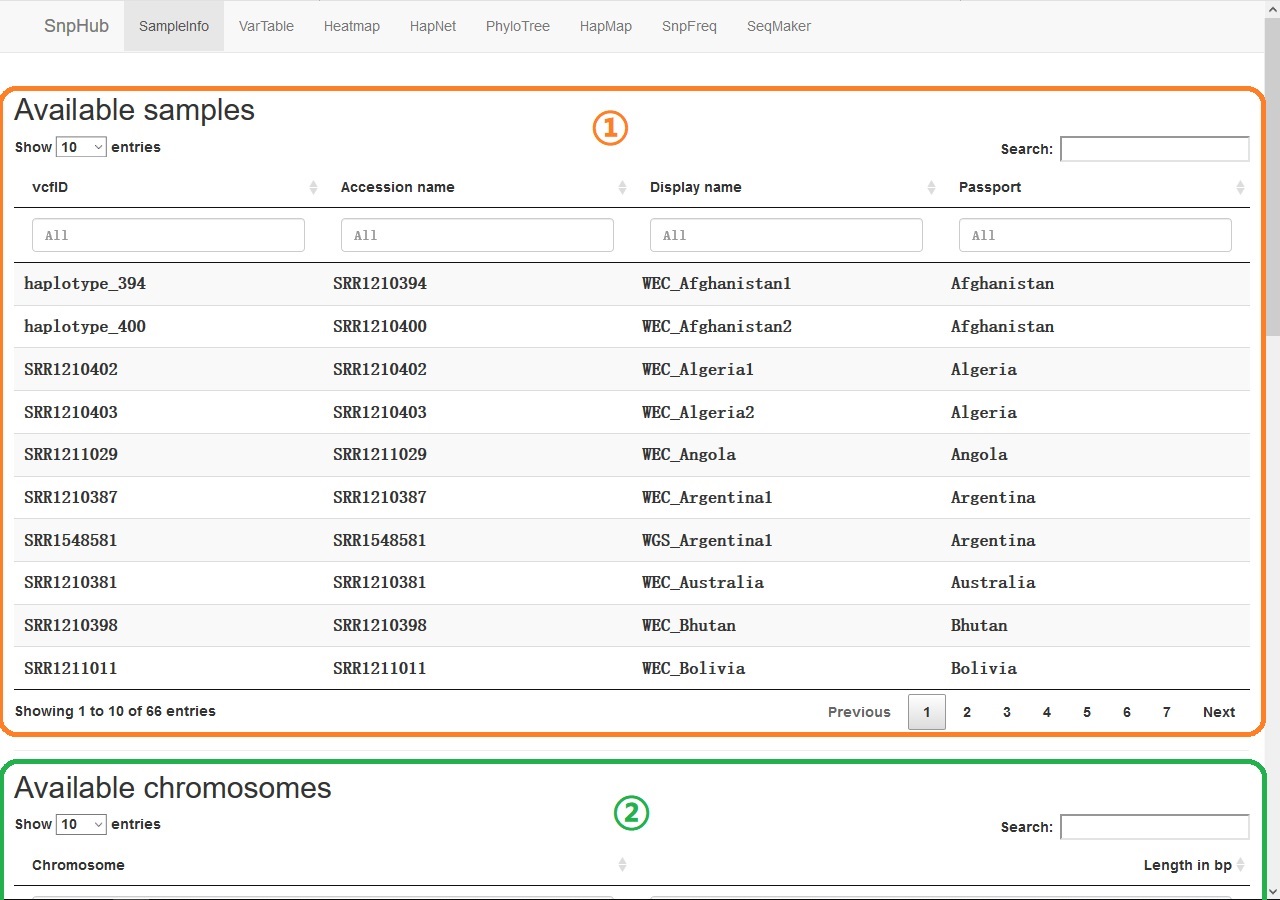 SnpHub SampleInfo VarTable Heatmap HapNet PhyloTree HapMap SnpFreq SeqMaker
Available samples
①
Show 10 entries Search:
vcfID Accession name Display name Passport
All All All All
haplotype_394 SRR1210394 WEC_Afghanistan1 Afghanistan
haplotype_400 SRR1210400 WEC_Afghanistan2 Afghanistan
SRR1210402 SRR1210402 WEC_Algeria1 Algeria
SRR1210403 SRR1210403 WEC_Algeria2 Algeria
SRR1211029 SRR1211029 WEC_Angola Angola
SRR1210387 SRR1210387 WEC_Argentina1 Argentina
SRR1548581 SRR1548581 WGS_Argentina1 Argentina
SRR1210381 SRR1210381 WEC_Australia Australia
SRR1210398 SRR1210398 WEC_Bhutan Bhutan
SRR1211011 SRR1211011 WEC_Bolivia Bolivia
Showing 1 to 10 of 66 entries Previous 1 2 3 4 5 6 7 Next
Available chromosomes
②
Show 10 entries Search:
Chromosome Length in bp